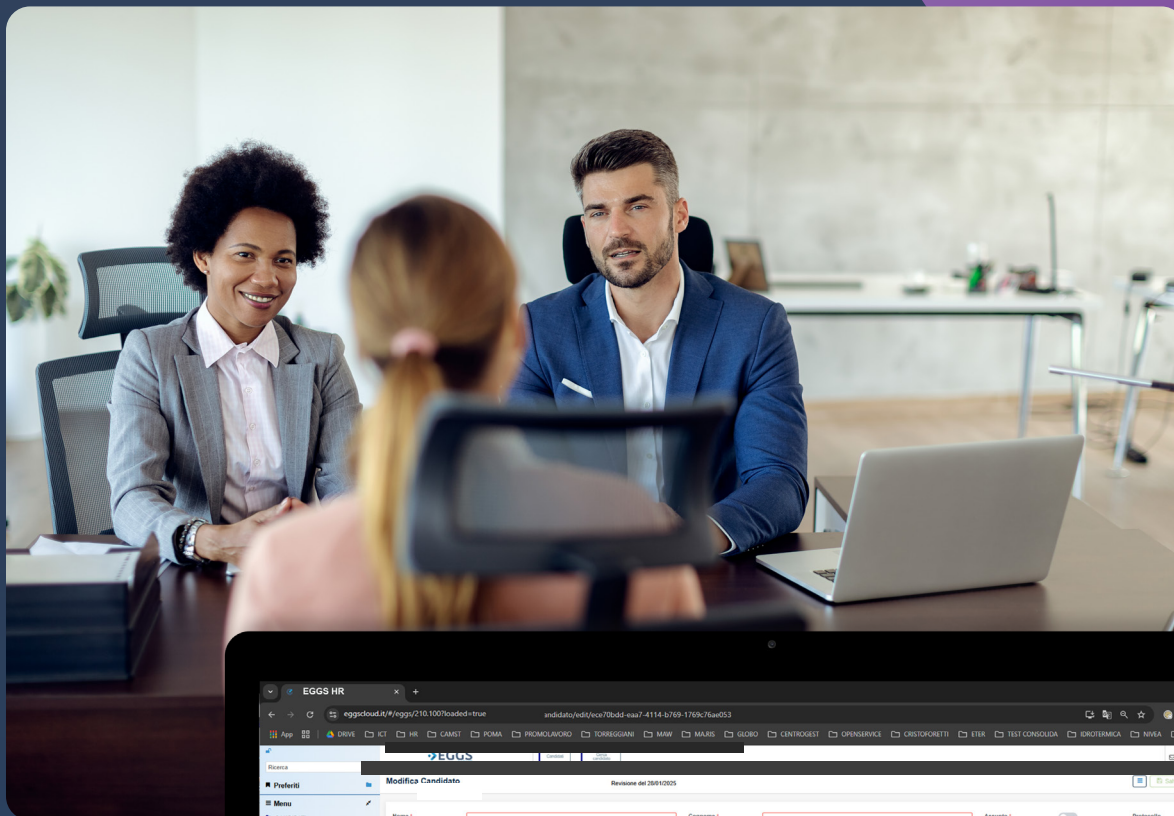 EGGS HR
eggscloud.it/#/eggs/210.100?loaded=true andidato/edit/ece70bdd-eaa7-4114-b769-1769c76ae053
App DRIVE ICT HR CAMST POMA PROMOLAVORO TORREGGIANI MAW MAJRIS GLOBO CENTROGEST OPENSERVICE CRISTOFORETTI ETER TEST CONSOLIDA IDROTERMICA NIVEA
EGGS Candidati
Ricerca
Preferiti Modifica Candidato Revisione del 28/01/2025
Menu